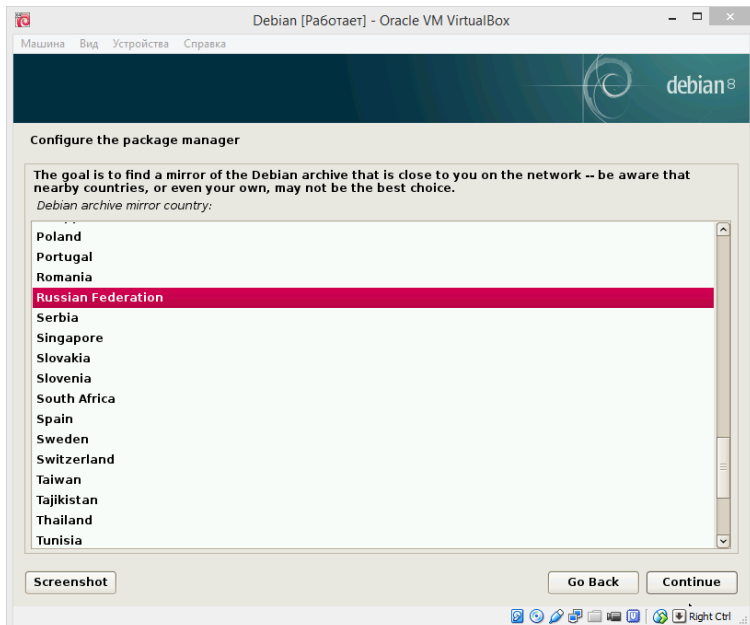 Debian [Работает] - Oracle VM VirtualBox
Машина Вид Устройства Справка
debian 8
Configure the package manager
The goal is to find a mirror of the Debian archive that is close to you on the network -- be aware that
nearby countries, or even your own, may not be the best choice.
Debian archive mirror country:
Poland
Portugal
Romania
Russian Federation
Serbia
Singapore
Slovakia
Slovenia
South Africa
Spain
Sweden
Switzerland
Taiwan
Tajikistan
Thailand
Tunisia
Screenshot
Go Back
Continue
Right Ctrl